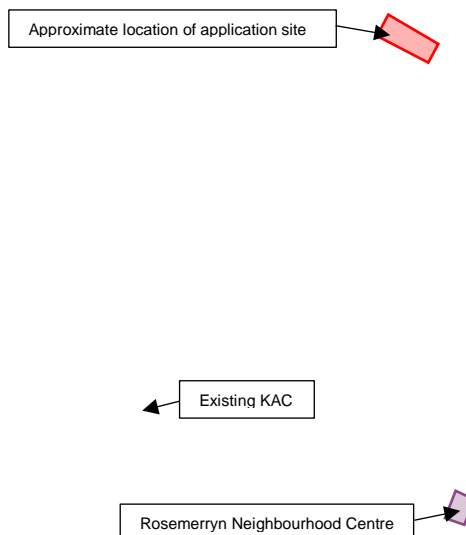 Approximate location of application site
Existing KAC
Rosemerryn Neighbourhood Centre